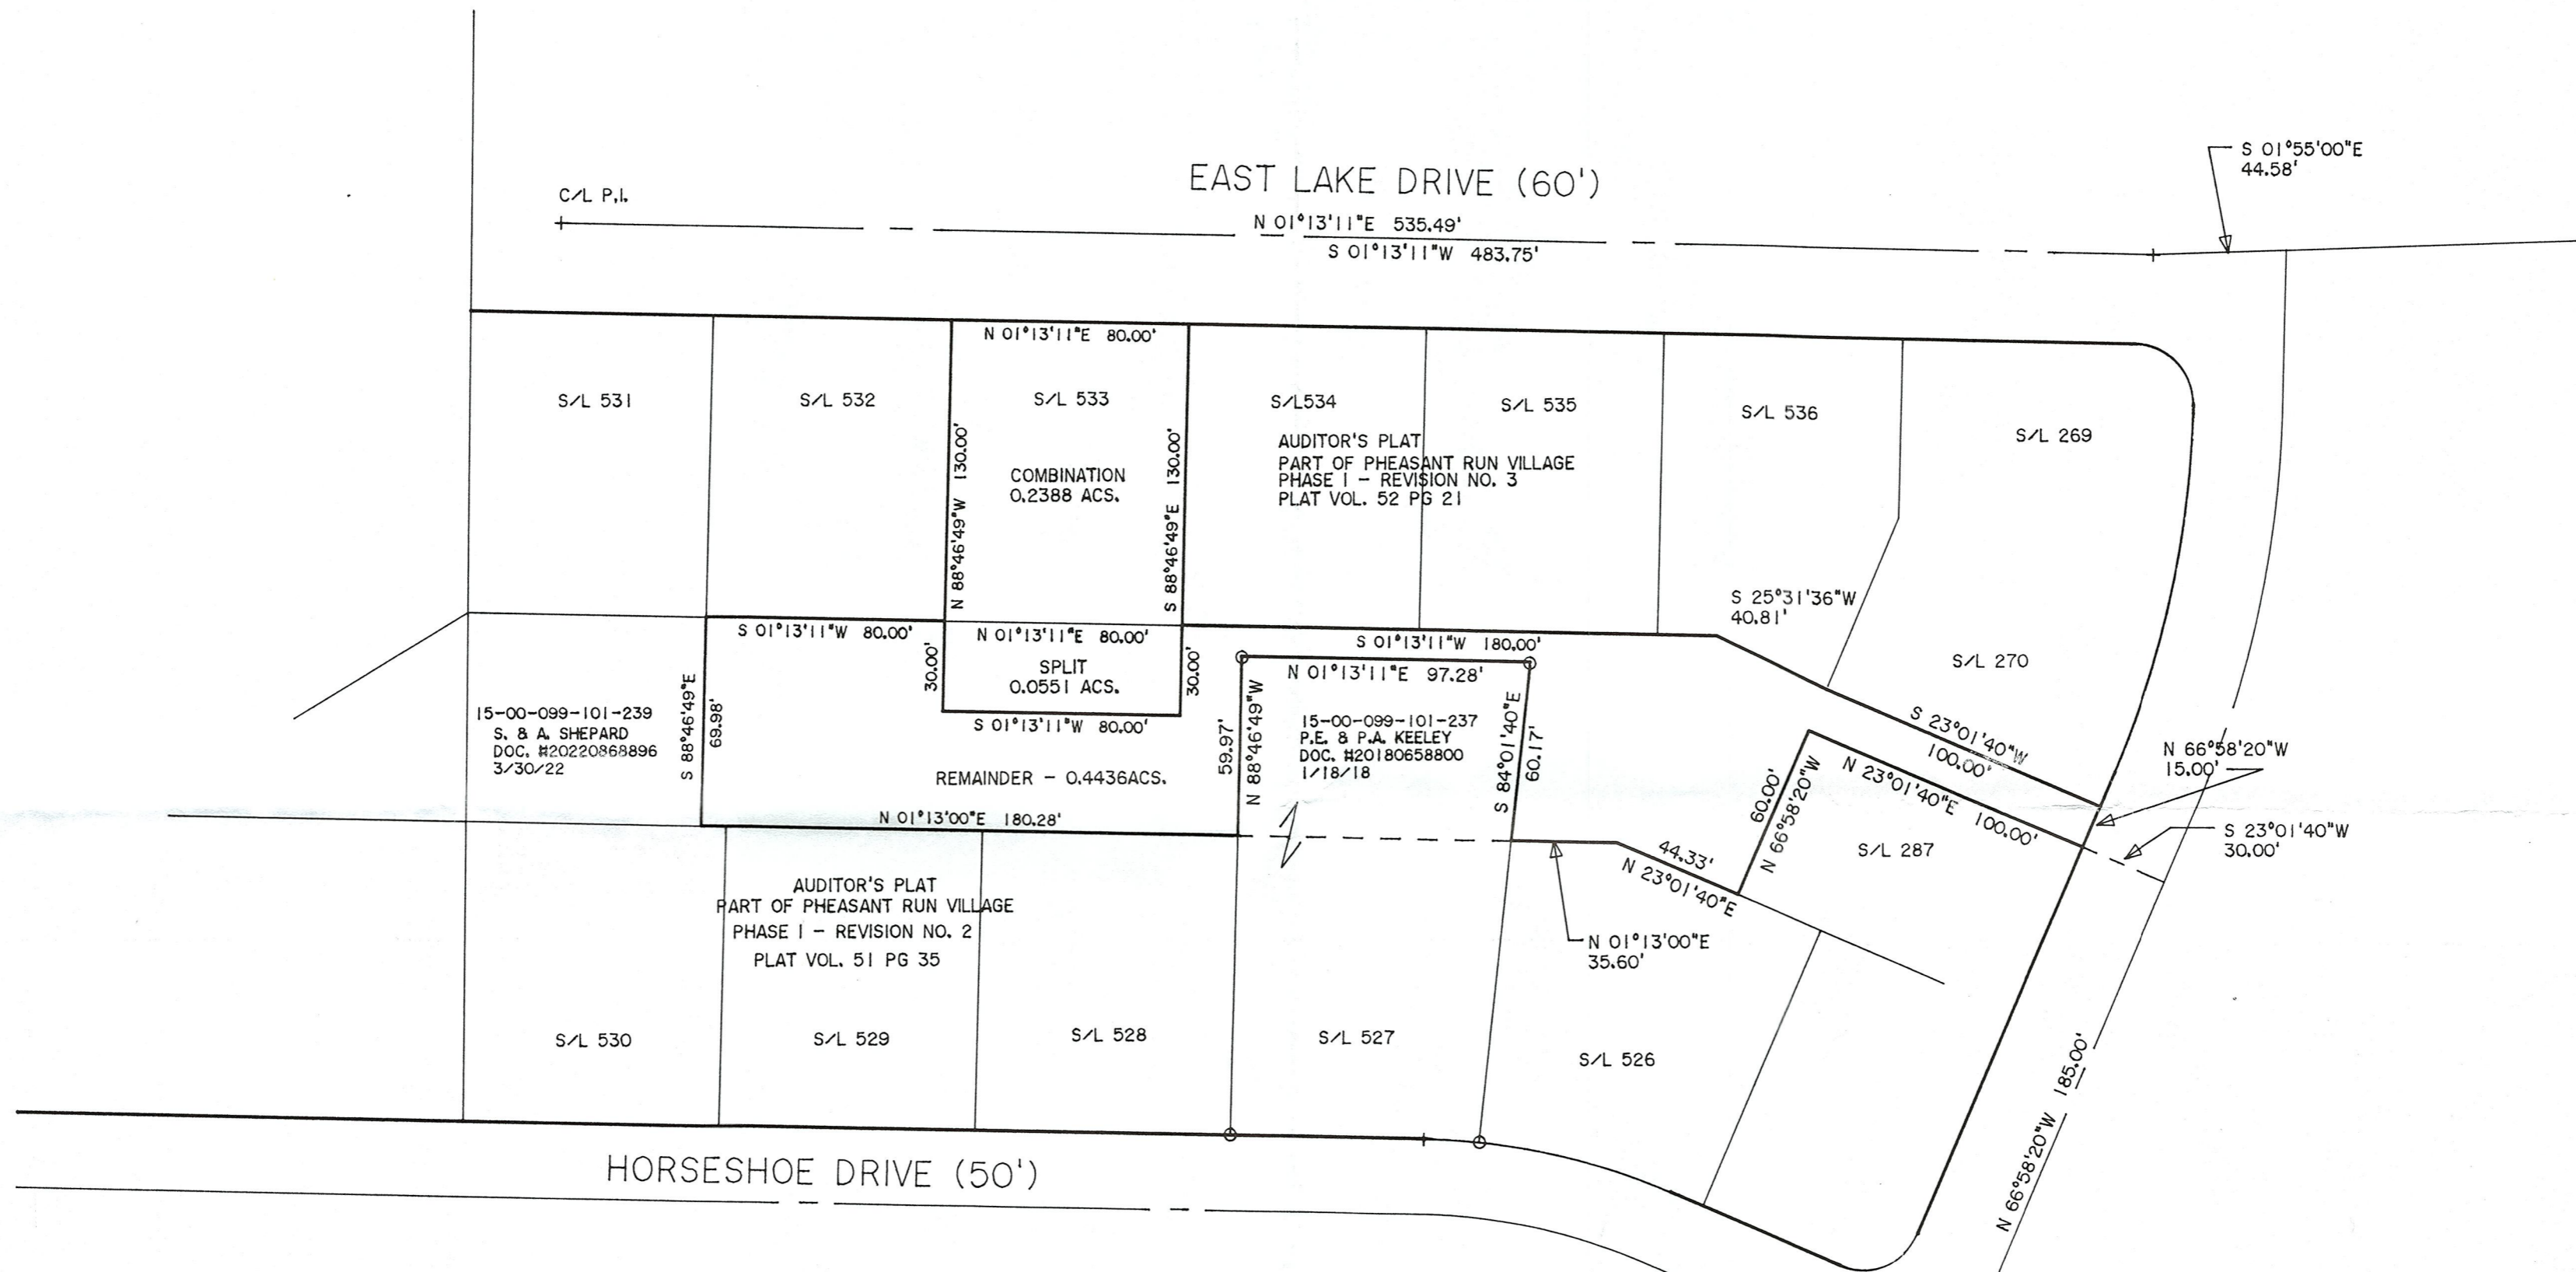 S 01°55'00"E
44.58'
EAST LAKE DRIVE (60')
C/L P.I.
N 01°13'11"E 535.49'
S 01°13'11"W 483.75'
N 01°13'11"E 80.00'
S/L 531
S/L 532
S/L 533
S/L534
S/L 535
S/L 536
S/L 269
N 88°46'49"W 130.00'
COMBINATION
0.2388 ACS.
S 88°46'49"E 130.00'
AUDITOR'S PLAT
PART OF PHEASANT RUN VILLAGE
PHASE I - REVISION NO. 3
PLAT VOL. 52 PG 21
S 25°31'36"W
40.81'
S 01°13'11"W 80.00'
N 01°13'11"E 80.00'
S 01°13'11"W 180.00'
30.00'
SPLIT
0.0551 ACS.
30.00'
N 01°13'11"E 97.28'
S/L 270
15-00-099-101-239
S. & A. SHEPARD
DOC. #20220868896
3/30/22
S 88°46'49"E
69.98'
S 01°13'11"W 80.00'
59.97'
N 88°46'49"W
15-00-099-101-237
P.E. & P.A. KEELEY
DOC. #20180658800
1/18/18
S 84°01'40"E
60.17'
S 23°01'40"W
100.00'
N 66°58'20"W
15.00'
REMAINDER - 0.4436ACS.
60.00'
N 66°58'20"W
N 23°01'40"E 100.00'
N 01°13'00"E 180.28'
S 23°01'40"W
30.00'
44.33'
N 23°01'40"E
S/L 287
AUDITOR'S PLAT
PART OF PHEASANT RUN VILLAGE
PHASE I - REVISION NO. 2
PLAT VOL. 51 PG 35
N 01°13'00"E
35.60'
S/L 530
S/L 529
S/L 528
S/L 527
S/L 526
N 66°58'20"W 185.00'
HORSESHOE DRIVE (50')